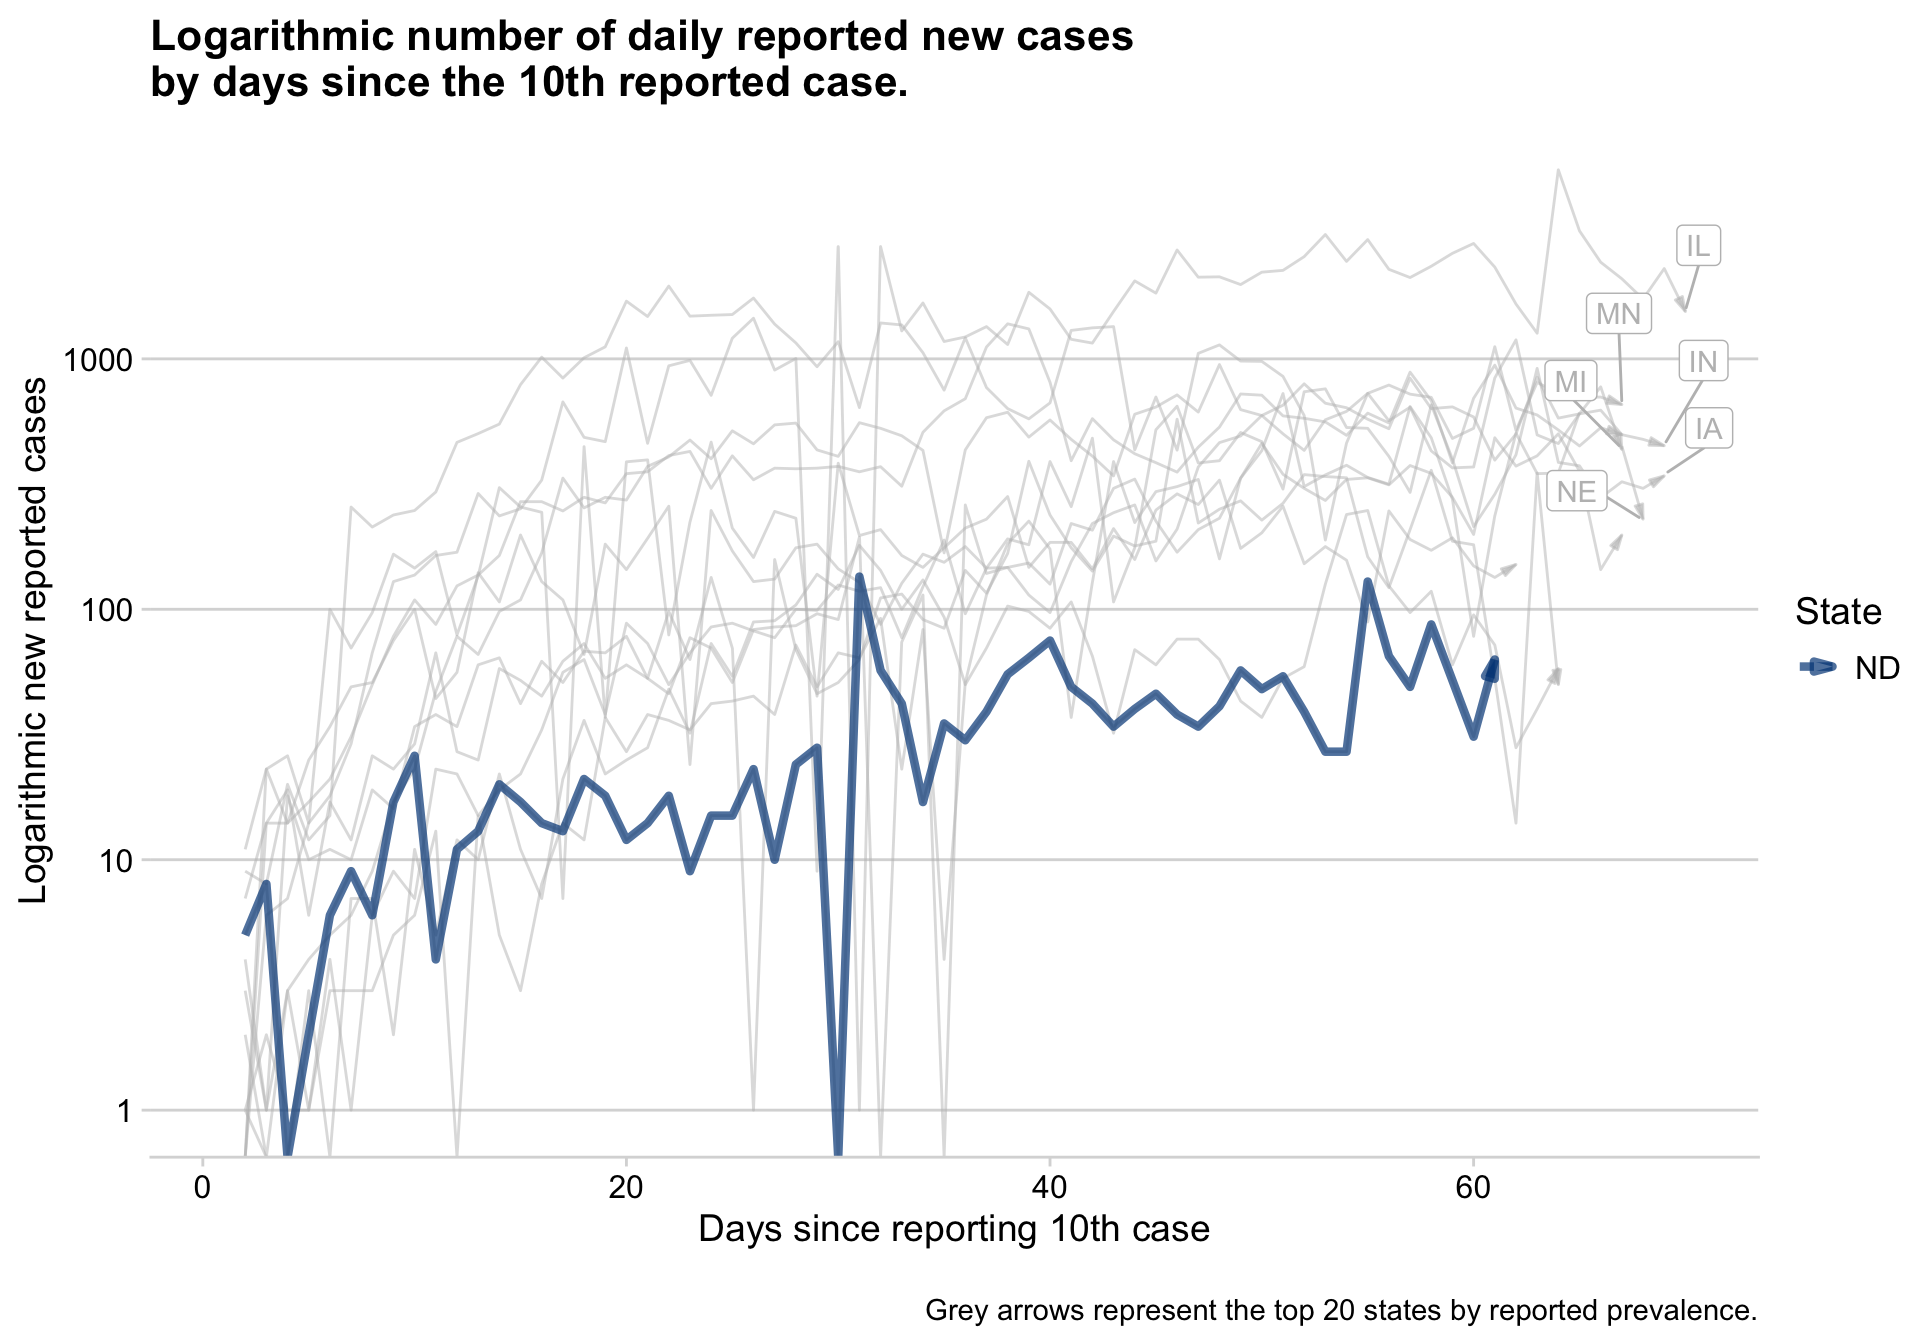 Logarithmic number of daily reported new cases
by days since the 10th reported case.
Logarithmic new reported cases
1000
100
10
1
IL
MN
IN
MI
IA
NE
State
ND
0
20
40
60
Days since reporting 10th case
Grey arrows represent the top 20 states by reported prevalence.